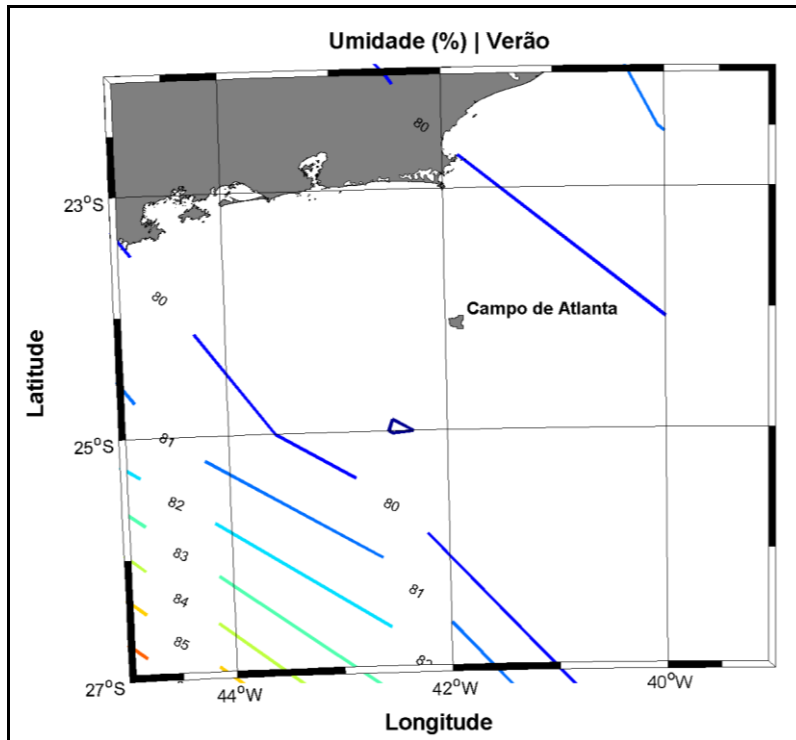 Umidade (%) | Verão
80
23°S
80
Campo de Atlanta
Latitude
25°S
81
82
80
83
81
84
85
82
27°S
44°W
42°W
40°W
Longitude